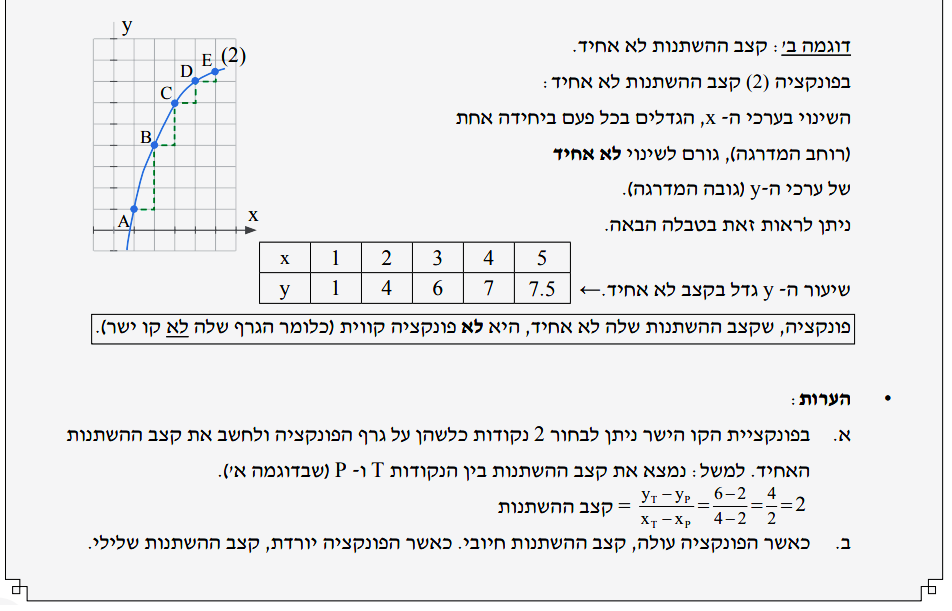 דוגמה ב': קצב ההשתנות לא אחיד.
בפונקציה (2) קצב ההשתנות לא אחיד:
השינוי בערכי ה- x, הגדלים בכל פעם ביחידה אחת
(רוחב המדרגה), גורם לשינוי לא אחיד
של ערכי ה-y (גובה המדרגה).
ניתן לראות זאת בטבלה הבאה.
y
(2)
E
D
C
B
A
x
x 1 2 3 4 5
y 1 4 6 7 7.5
שיעור ה- y גדל בקצב לא אחיד.←
פונקציה, שקצב ההשתנות שלה לא אחיד, היא לא פונקציה קווית (כלומר הגרף שלה לא קו ישר).
• הערות:
א. בפונקציית הקו הישר ניתן לבחור 2 נקודות כלשהן על גרף הפונקציה ולחשב את קצב ההשתנות
האחיד. למשל: נמצא את קצב ההשתנות בין הנקודות T ו- P (שבדוגמה א').
קצב ההשתנות = (y_T − y_P)/(x_T − x_P) = (6−2)/(4−2) = 4/2 = 2
ב. כאשר הפונקציה עולה, קצב ההשתנות חיובי. כאשר הפונקציה יורדת, קצב ההשתנות שלילי.